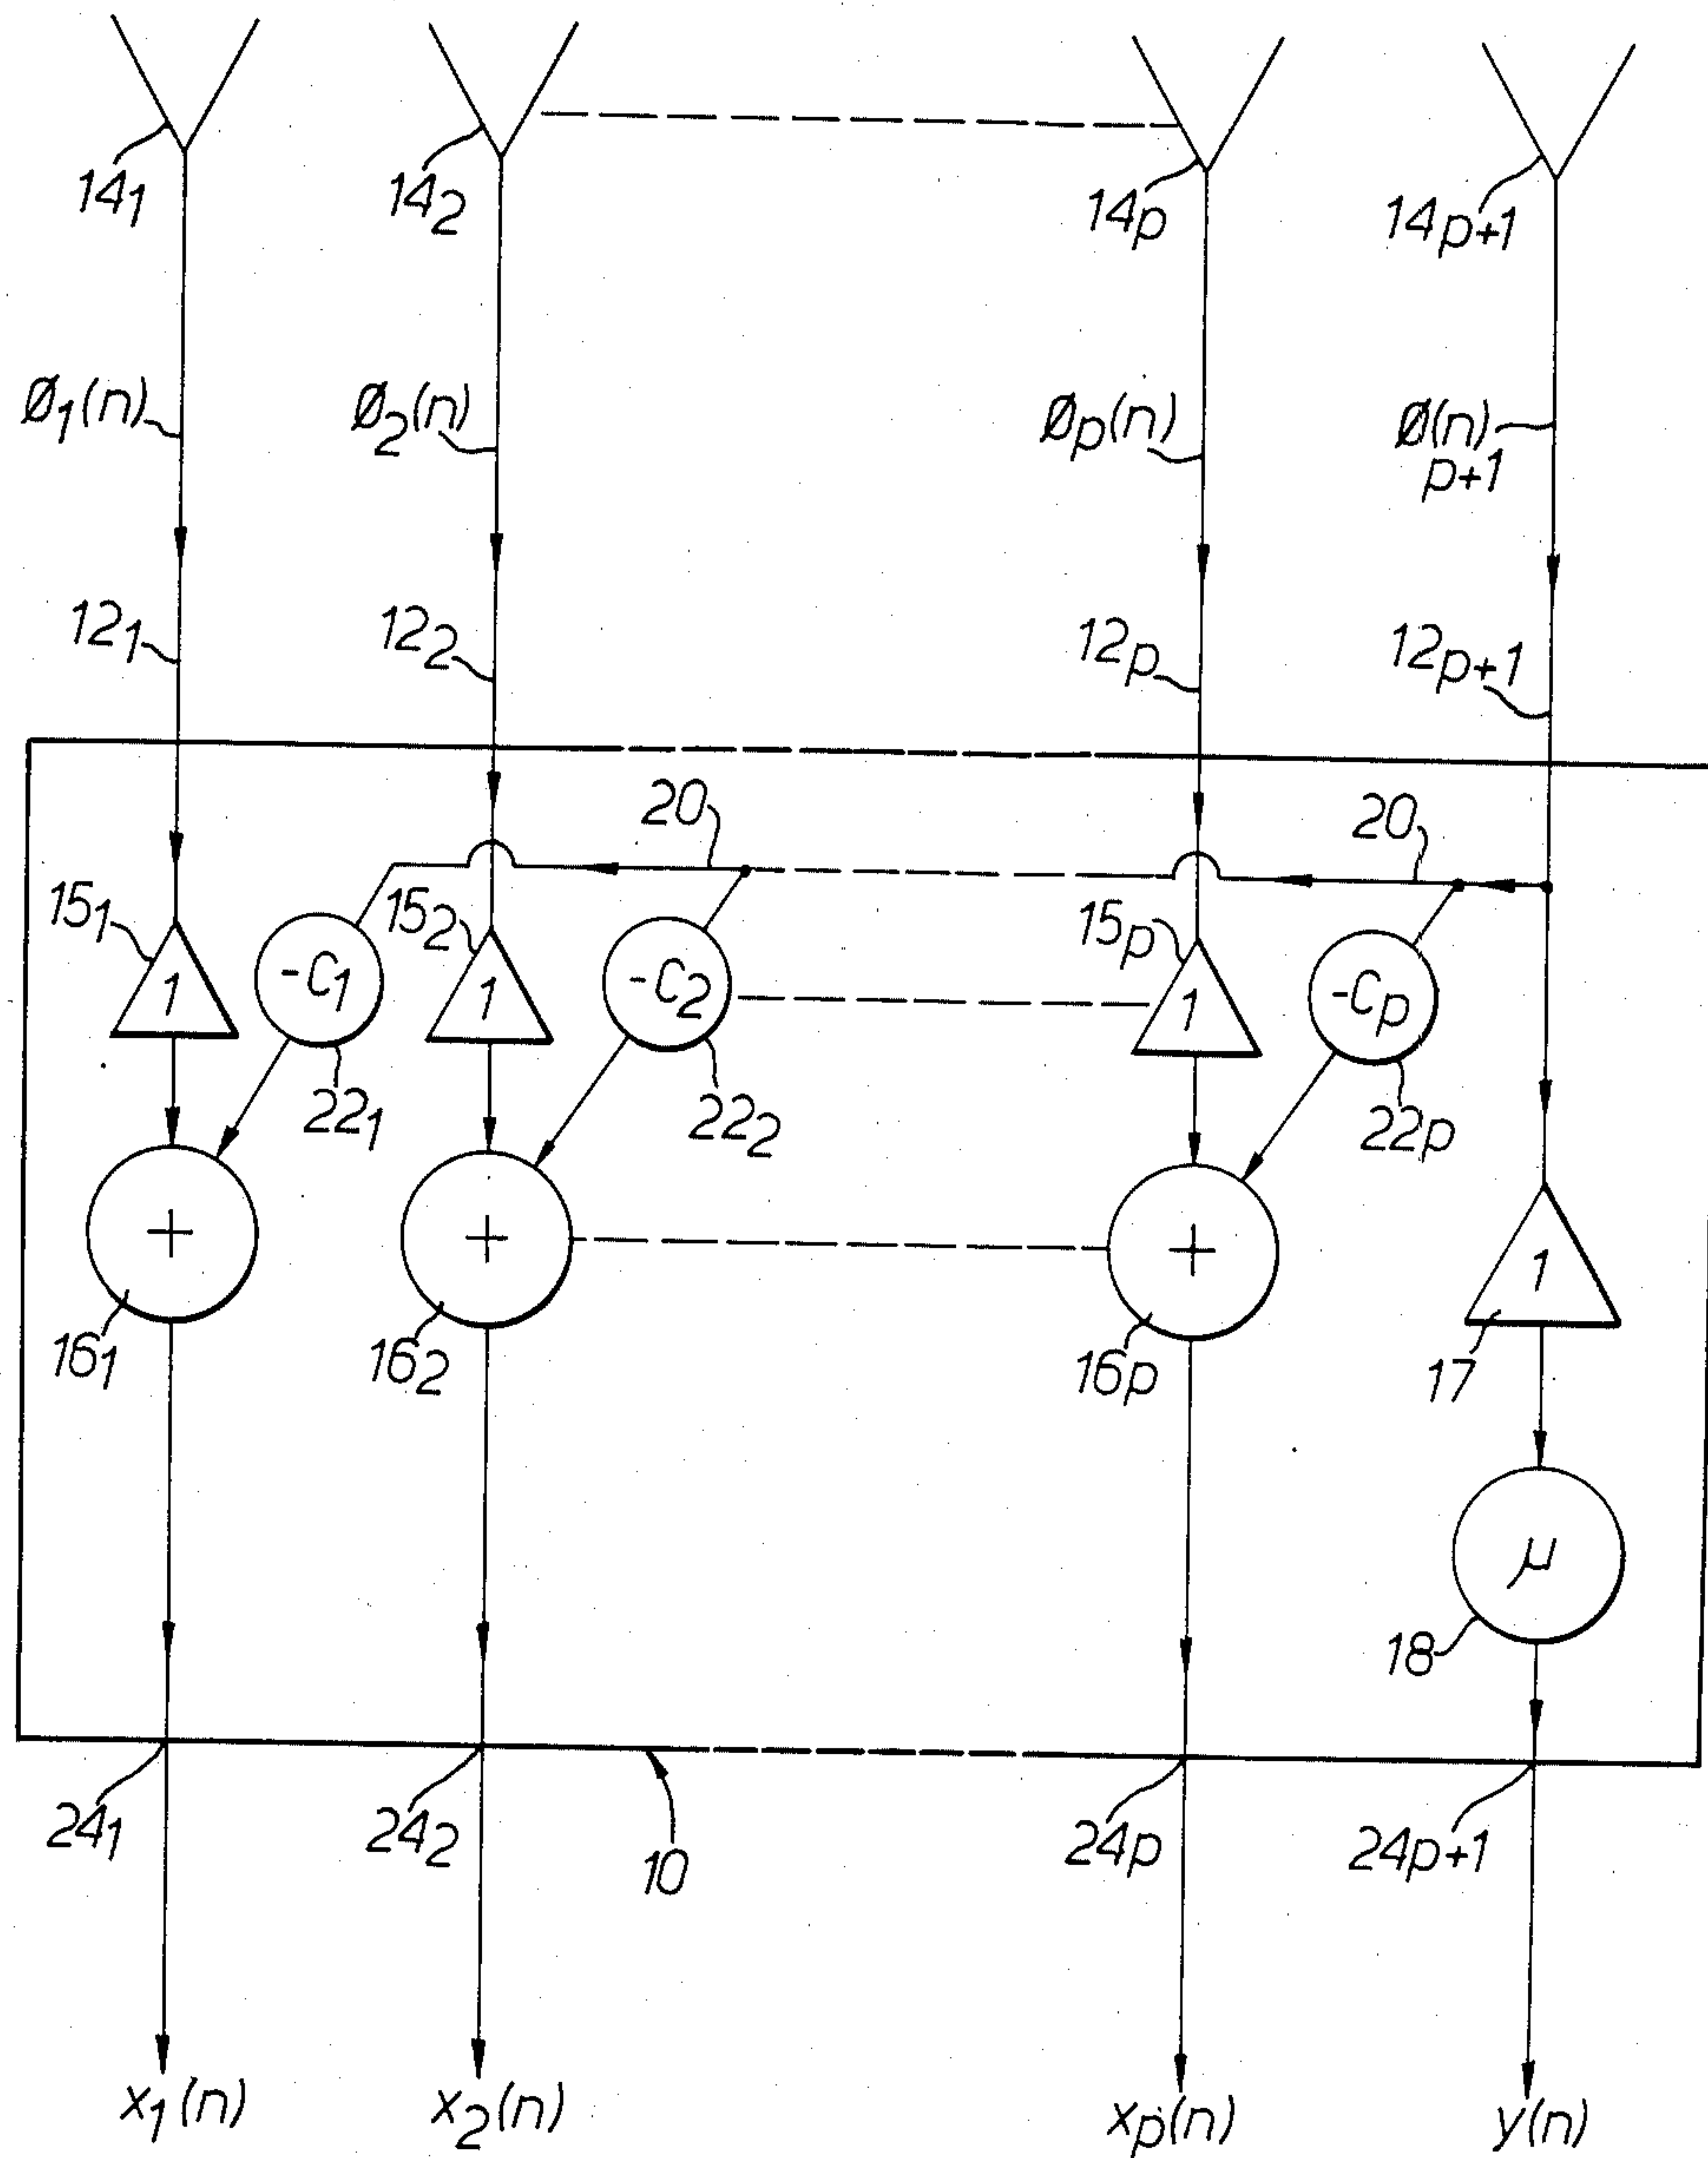 14₁ 14₂ 14p 14p+1
Ø₁(n) Ø₂(n) Øp(n) Ø(n)
p+1
12₁ 12₂ 12p 12p+1
20 20
15₁ 15₂ 15p
1 -C₁ 1 -C₂ 1 -Cp
22₁ 22₂ 22p
+ + + 1
16₁ 16₂ 16p 17
μ
18
24₁ 24₂ 10 24p 24p+1
x₁(n) x₂(n) xp(n) y(n)